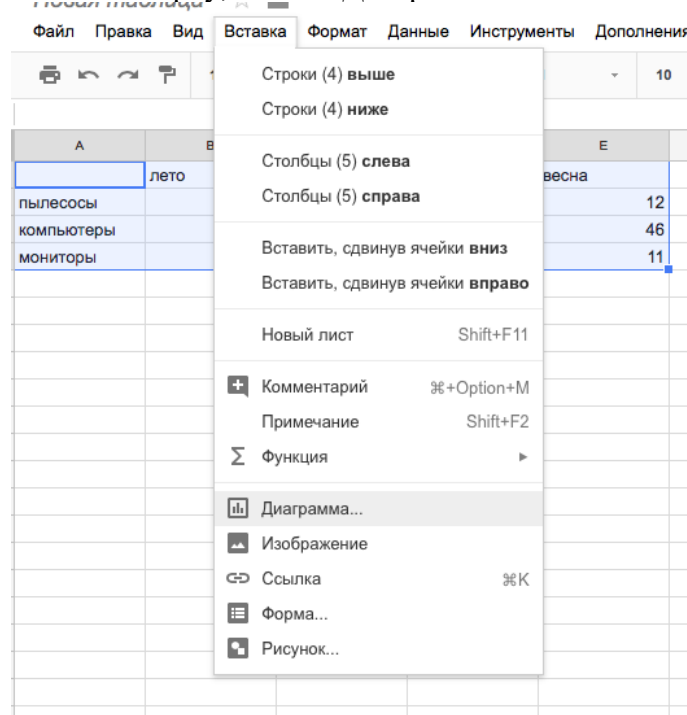 Новая таблица
Файл Правка Вид Вставка Формат Данные Инструменты Дополнения
10
Строки (4) выше
Строки (4) ниже
Столбцы (5) слева
Столбцы (5) справа
Вставить, сдвинув ячейки вниз
Вставить, сдвинув ячейки вправо
Новый лист Shift+F11
Комментарий ⌘+Option+M
Примечание Shift+F2
Σ Функция ►
Диаграмма...
Изображение
Ссылка ⌘K
Форма...
Рисунок...
A B E
лето весна
пылесосы 12
компьютеры 46
мониторы 11